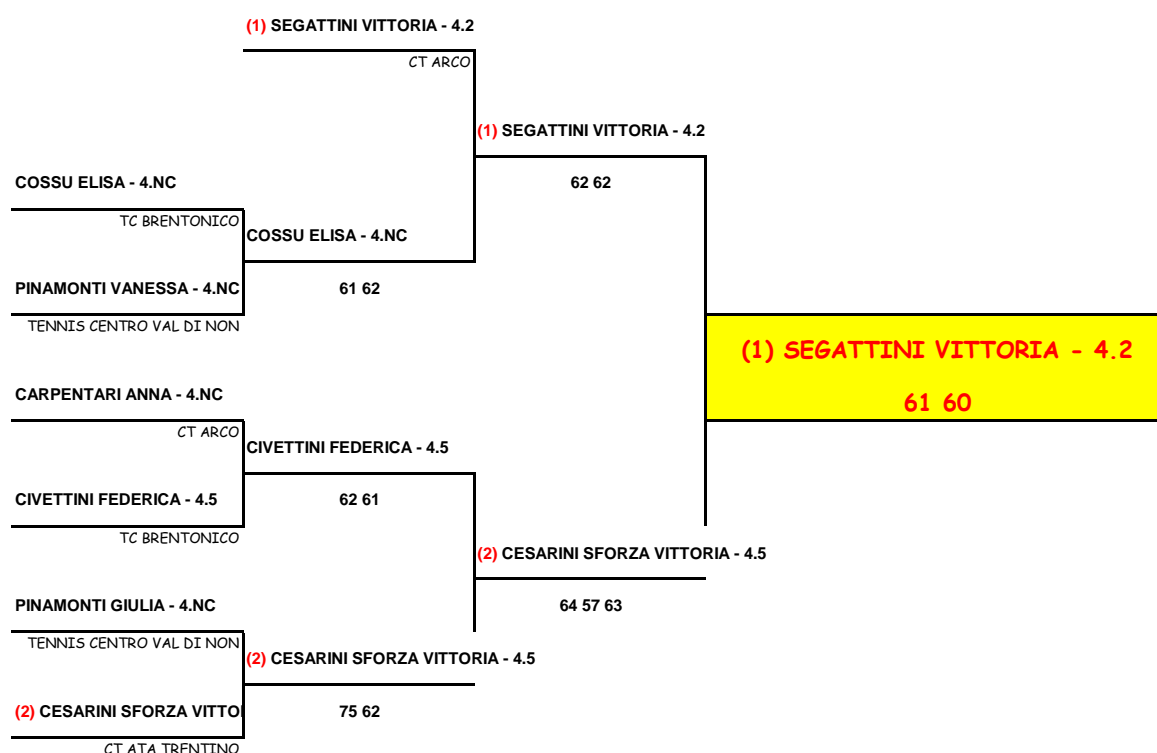 (1) SEGATTINI VITTORIA - 4.2
CT ARCO
(1) SEGATTINI VITTORIA - 4.2
COSSU ELISA - 4.NC
62 62
TC BRENTONICO
COSSU ELISA - 4.NC
PINAMONTI VANESSA - 4.NC
61 62
TENNIS CENTRO VAL DI NON
(1) SEGATTINI VITTORIA - 4.2
61 60
CARPENTARI ANNA - 4.NC
CT ARCO
CIVETTINI FEDERICA - 4.5
CIVETTINI FEDERICA - 4.5
62 61
TC BRENTONICO
(2) CESARINI SFORZA VITTORIA - 4.5
PINAMONTI GIULIA - 4.NC
64 57 63
TENNIS CENTRO VAL DI NON
(2) CESARINI SFORZA VITTORIA - 4.5
(2) CESARINI SFORZA VITTO
75 62
CT ATA TRENTINO